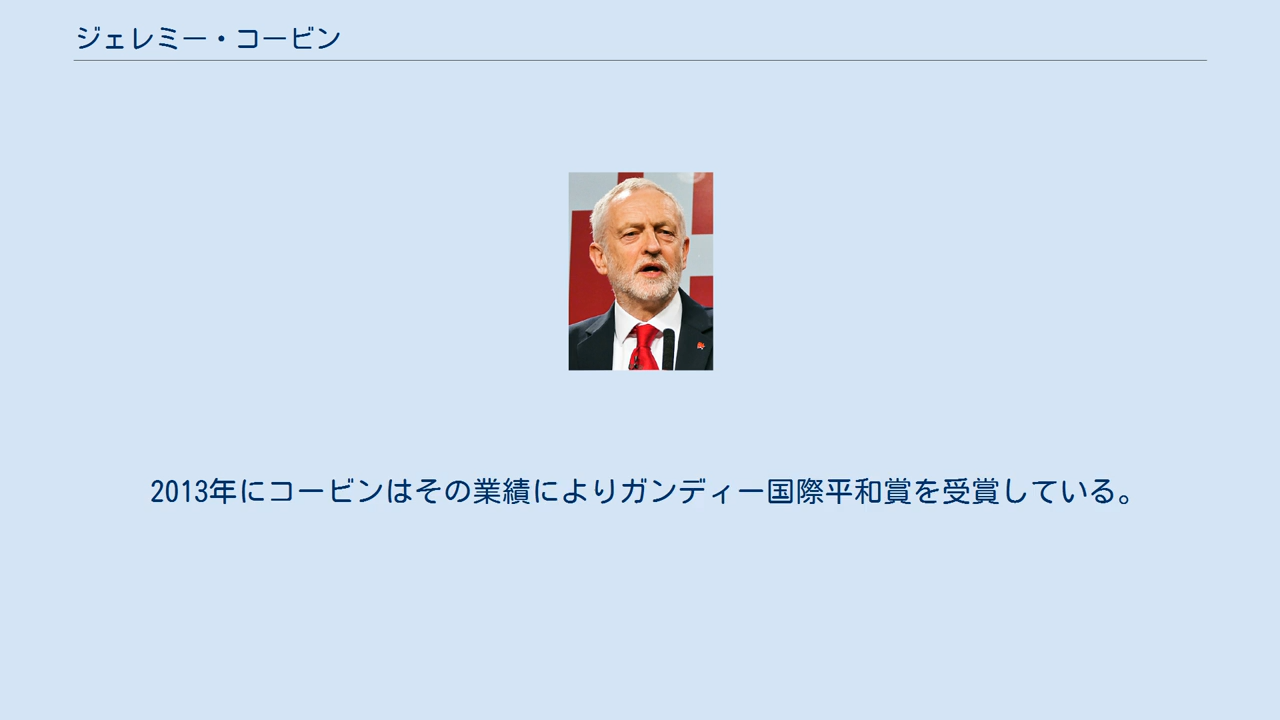 ジェレミー・コービン
2013年にコービンはその業績によりガンディー国際平和賞を受賞している。